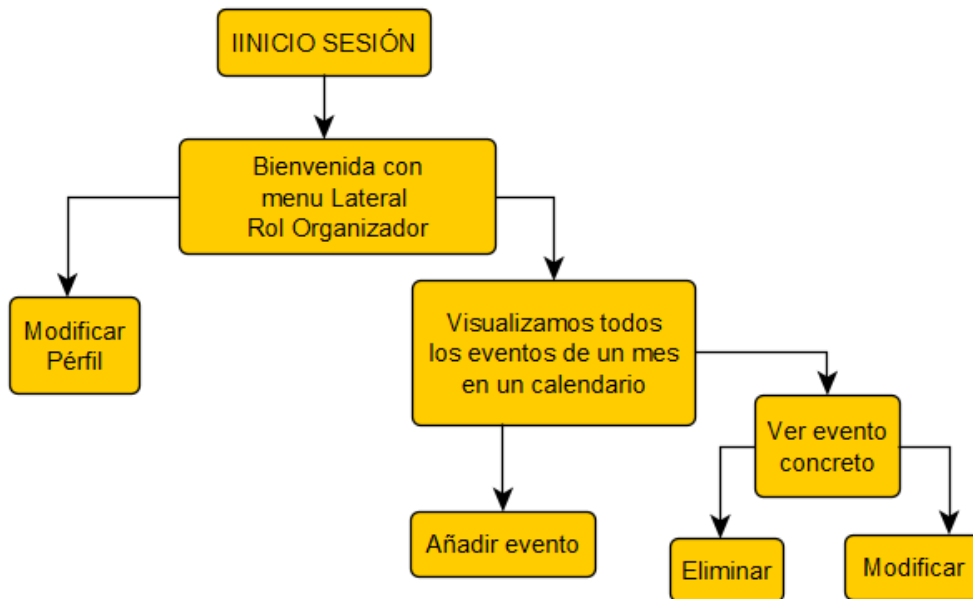 IINICIO SESIÓN
Bienvenida con
menu Lateral
Rol Organizador
Modificar
Pérfil
Visualizamos todos
los eventos de un mes
en un calendario
Ver evento
concreto
Añadir evento
Eliminar
Modificar